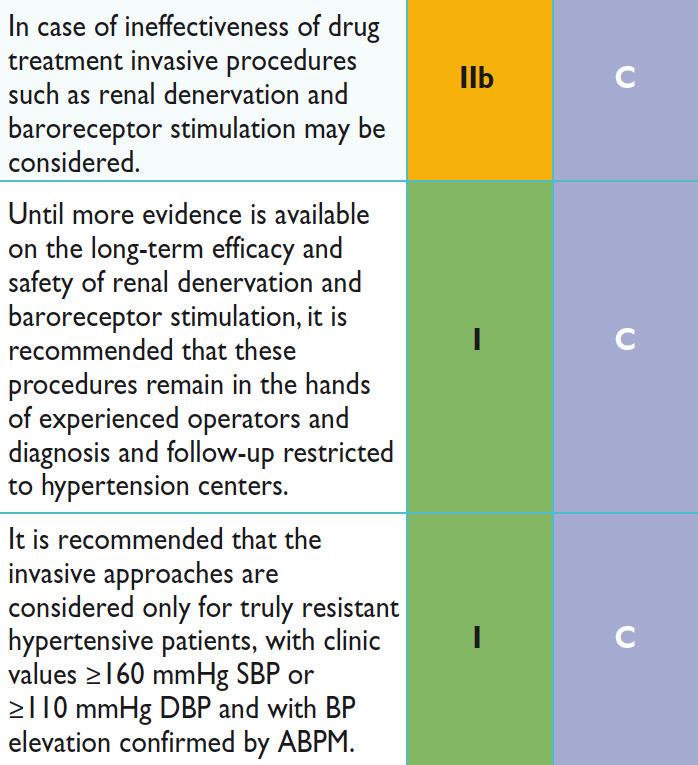 In case of ineffectiveness of drug
treatment invasive procedures
such as renal denervation and
baroreceptor stimulation may be
considered.
IIb
C
Until more evidence is available
on the long-term efficacy and
safety of renal denervation and
baroreceptor stimulation, it is
recommended that these
procedures remain in the hands
of experienced operators and
diagnosis and follow-up restricted
to hypertension centers.
I
C
It is recommended that the
invasive approaches are
considered only for truly resistant
hypertensive patients, with clinic
values ≥160 mmHg SBP or
≥110 mmHg DBP and with BP
elevation confirmed by ABPM.
I
C